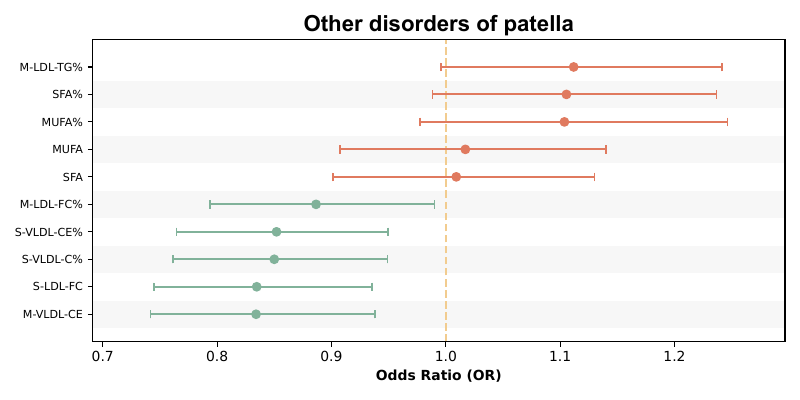 Other disorders of patella
M-LDL-TG%
SFA%
MUFA%
MUFA
SFA
M-LDL-FC%
S-VLDL-CE%
S-VLDL-C%
S-LDL-FC
M-VLDL-CE
0.7 0.8 0.9 1.0 1.1 1.2
Odds Ratio (OR)